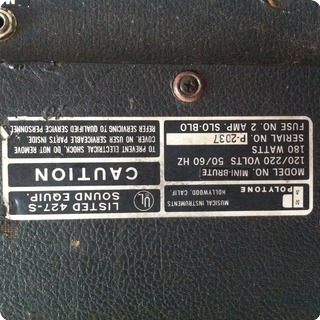 POLYTONE
MUSICAL INSTRUMENTS
HOLLYWOOD, CALIF.
MODEL NO. MINI-BRUTE
120/220 VOLTS 50/60 HZ
180 WATTS
SERIAL NO. P-2037
FUSE NO. 2 AMP. SLO-BLO
UL
LISTED 427-S
SOUND EQUIP.
CAUTION
TO PREVENT ELECTRICAL SHOCK, DO NOT REMOVE
COVER. NO USER SERVICEABLE PARTS INSIDE.
REFER SERVICING TO QUALIFIED SERVICE PERSONNEL